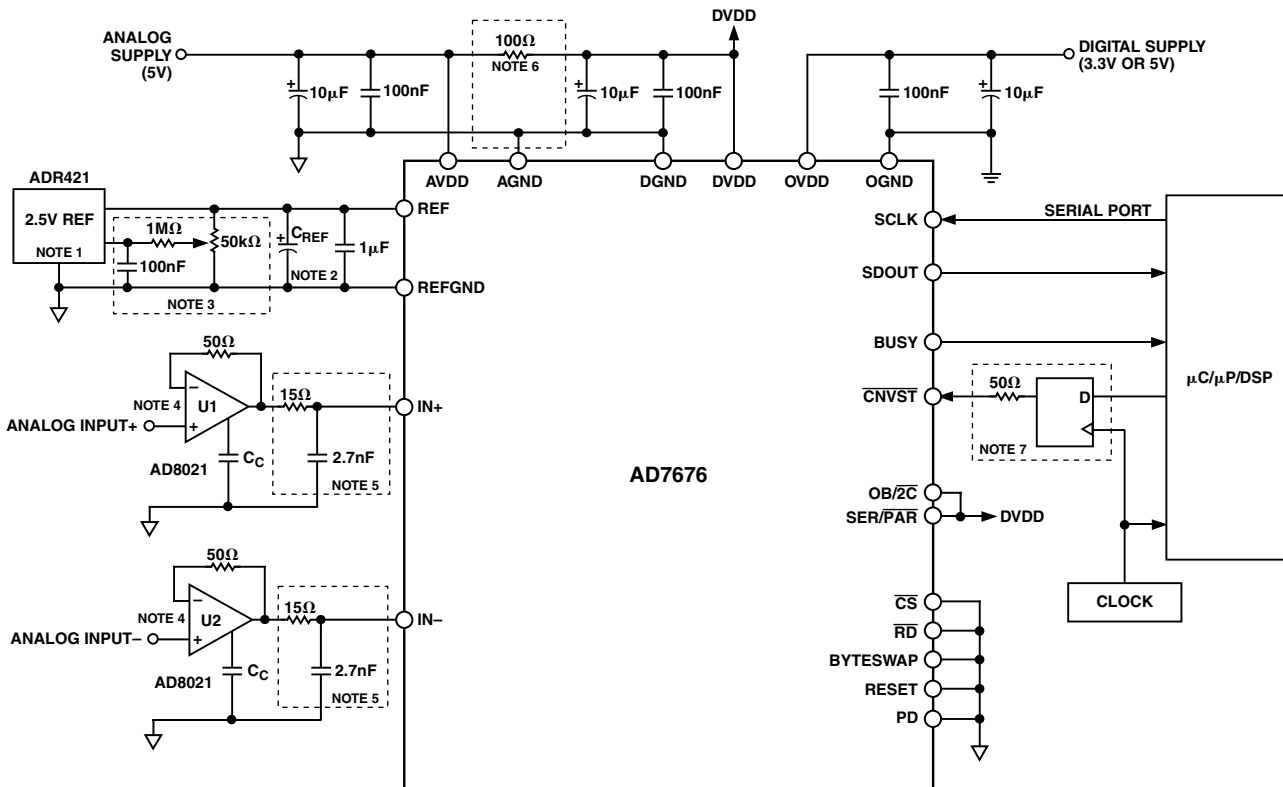 DVDD
ANALOG
SUPPLY
(5V)
100Ω
NOTE 6
DIGITAL SUPPLY
(3.3V OR 5V)
+
10μF
100nF
+
10μF
100nF
100nF
+
10μF
AVDD
AGND
DGND
DVDD
OVDD
OGND
ADR421
2.5V REF
NOTE 1
1MΩ
50kΩ
100nF
NOTE 3
+
CREF
NOTE 2
1μF
REF
REFGND
SCLK
SERIAL PORT
SDOUT
BUSY
CNVST
50Ω
D
NOTE 7
μC/μP/DSP
50Ω
NOTE 4
−
U1
+
ANALOG INPUT+
15Ω
IN+
AD8021
CC
2.7nF
NOTE 5
AD7676
OB/2C
SER/PAR
DVDD
50Ω
NOTE 4
−
U2
+
ANALOG INPUT−
15Ω
IN−
AD8021
CC
2.7nF
NOTE 5
CLOCK
CS
RD
BYTESWAP
RESET
PD